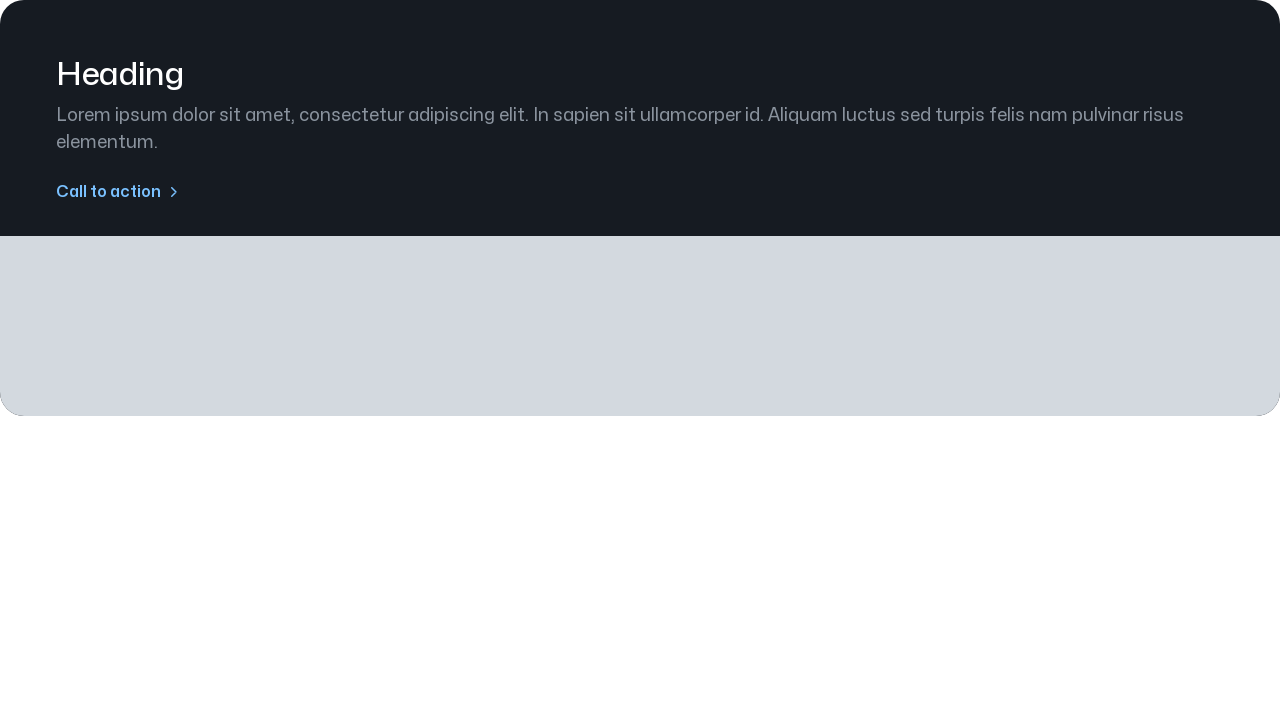 Heading
Lorem ipsum dolor sit amet, consectetur adipiscing elit. In sapien sit ullamcorper id. Aliquam luctus sed turpis felis nam pulvinar risus
elementum.
Call to action